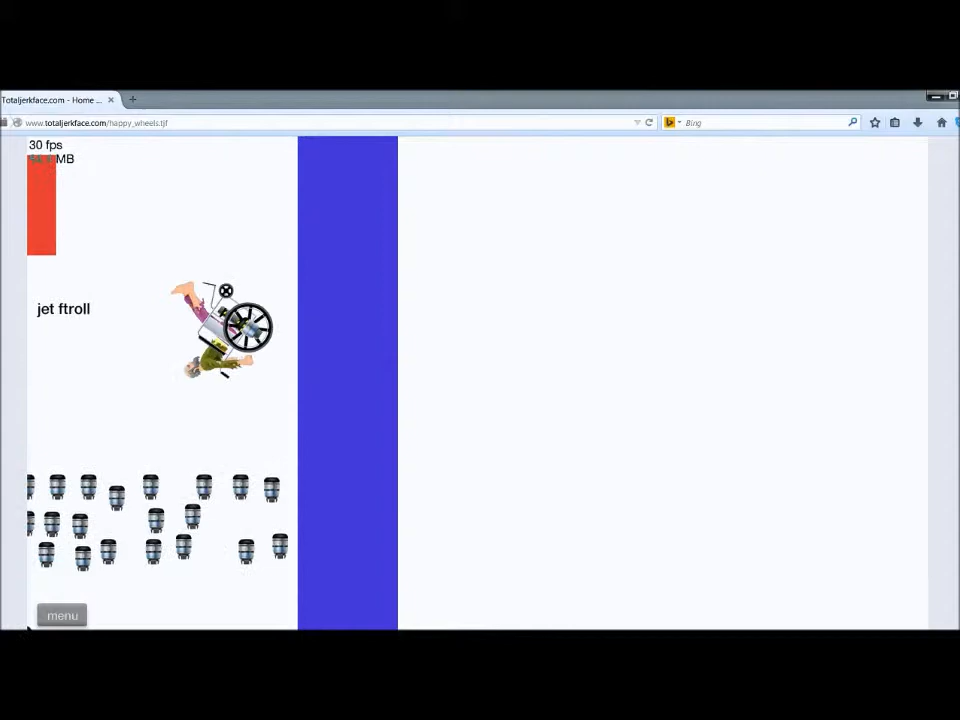 Totaljerkface.com - Home ...
www.totaljerkface.com/happy_wheels.tjf
Bing
30 fps
MB
jet ftroll
menu